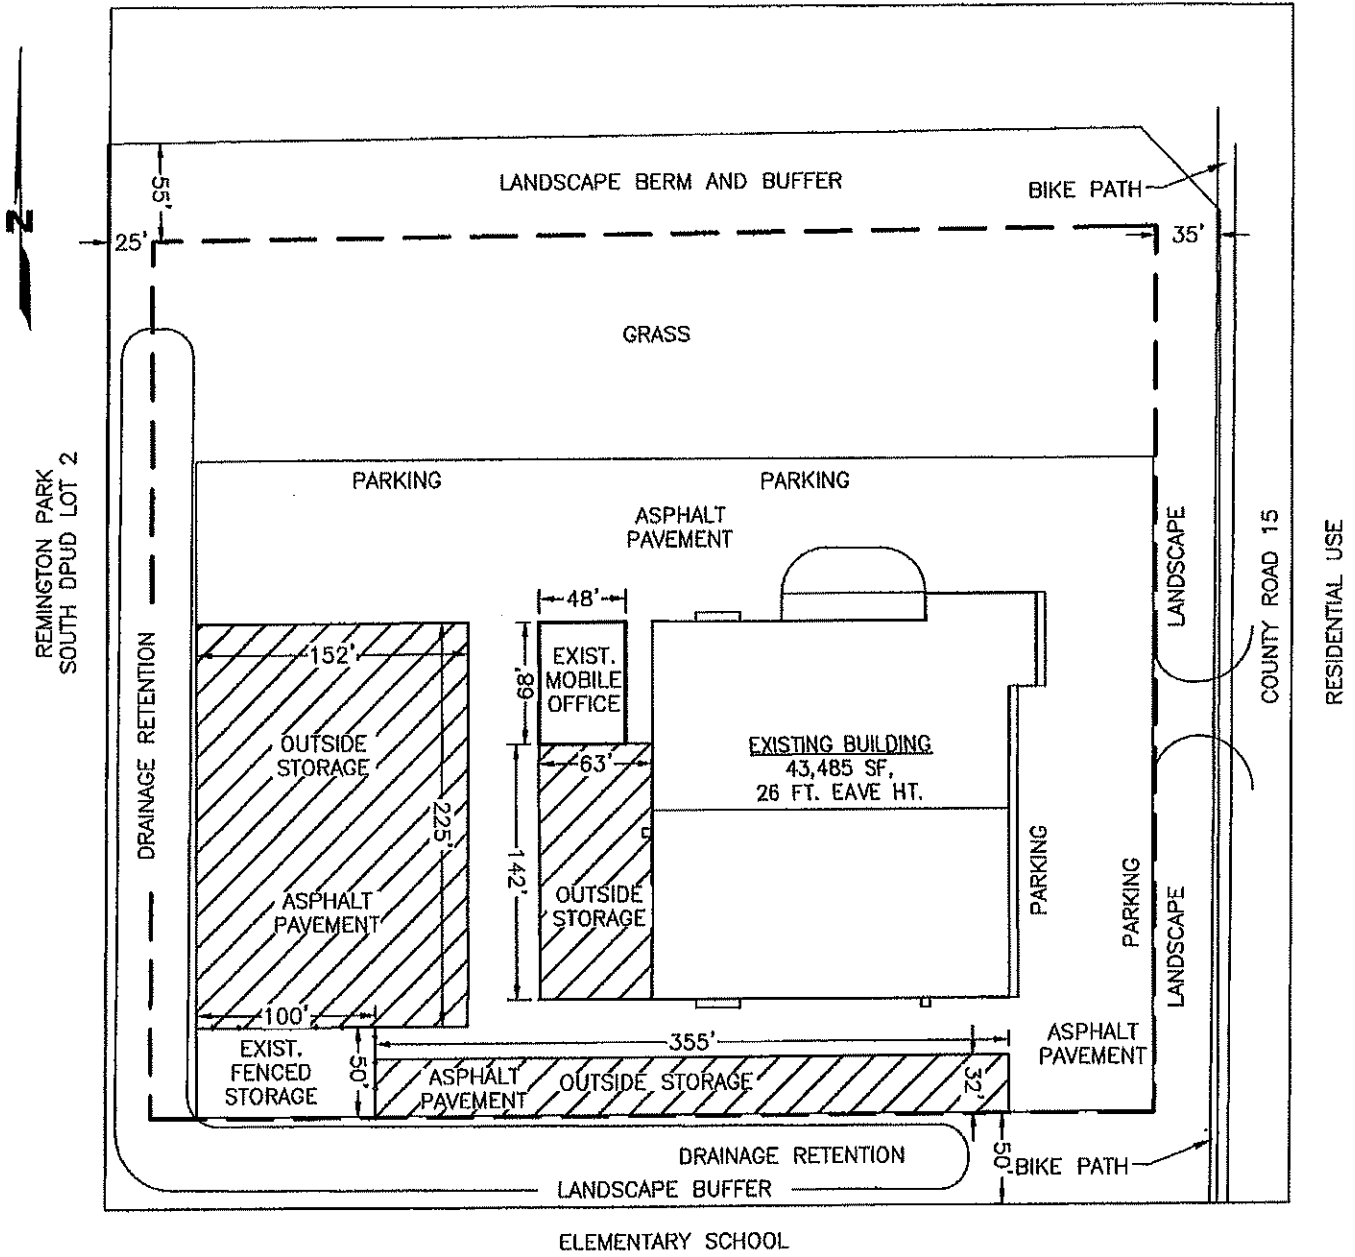 LANDSCAPE BERM AND BUFFER
BIKE PATH
55'
N
25'
35'
GRASS
REMINGTON PARK
SOUTH DPUD LOT 2
PARKING
PARKING
ASPHALT
PAVEMENT
LANDSCAPE
COUNTY ROAD 15
RESIDENTIAL USE
48'
152'
68'
EXIST.
MOBILE
OFFICE
DRAINAGE RETENTION
OUTSIDE
STORAGE
63'
EXISTING BUILDING
43,485 SF,
26 FT. EAVE HT.
225'
142'
ASPHALT
PAVEMENT
OUTSIDE
STORAGE
PARKING
PARKING
LANDSCAPE
100'
355'
EXIST.
FENCED
STORAGE
50'
ASPHALT
PAVEMENT
OUTSIDE STORAGE
32'
ASPHALT
PAVEMENT
DRAINAGE RETENTION
50'
BIKE PATH
LANDSCAPE BUFFER
ELEMENTARY SCHOOL